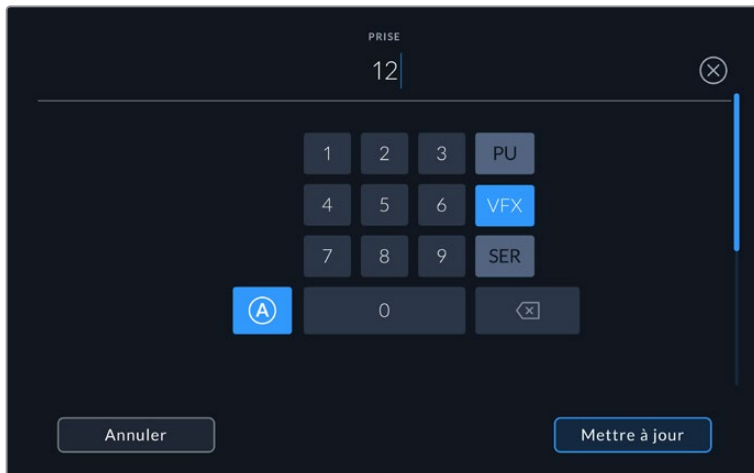 PRISE
12
1 2 3 PU
4 5 6 VFX
7 8 9 SER
A 0
Annuler Mettre à jour